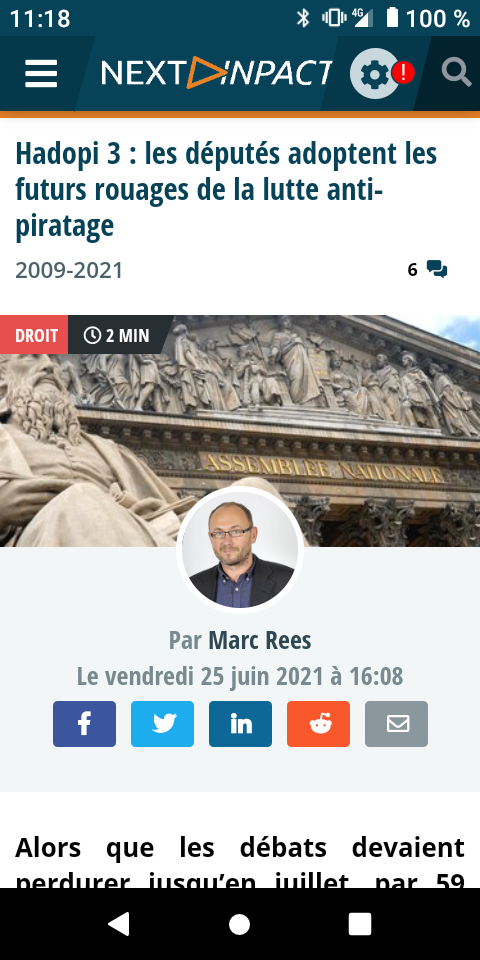 11:18 4G 100 %
NEXT INPACT !
Hadopi 3 : les députés adoptent les
futurs rouages de la lutte anti-
piratage
2009-2021 6
DROIT 2 MIN
ASSEMBLEE NATIONALE
Par Marc Rees
Le vendredi 25 juin 2021 à 16:08
Alors que les débats devaient
perdurer jusqu’en juillet, par 59